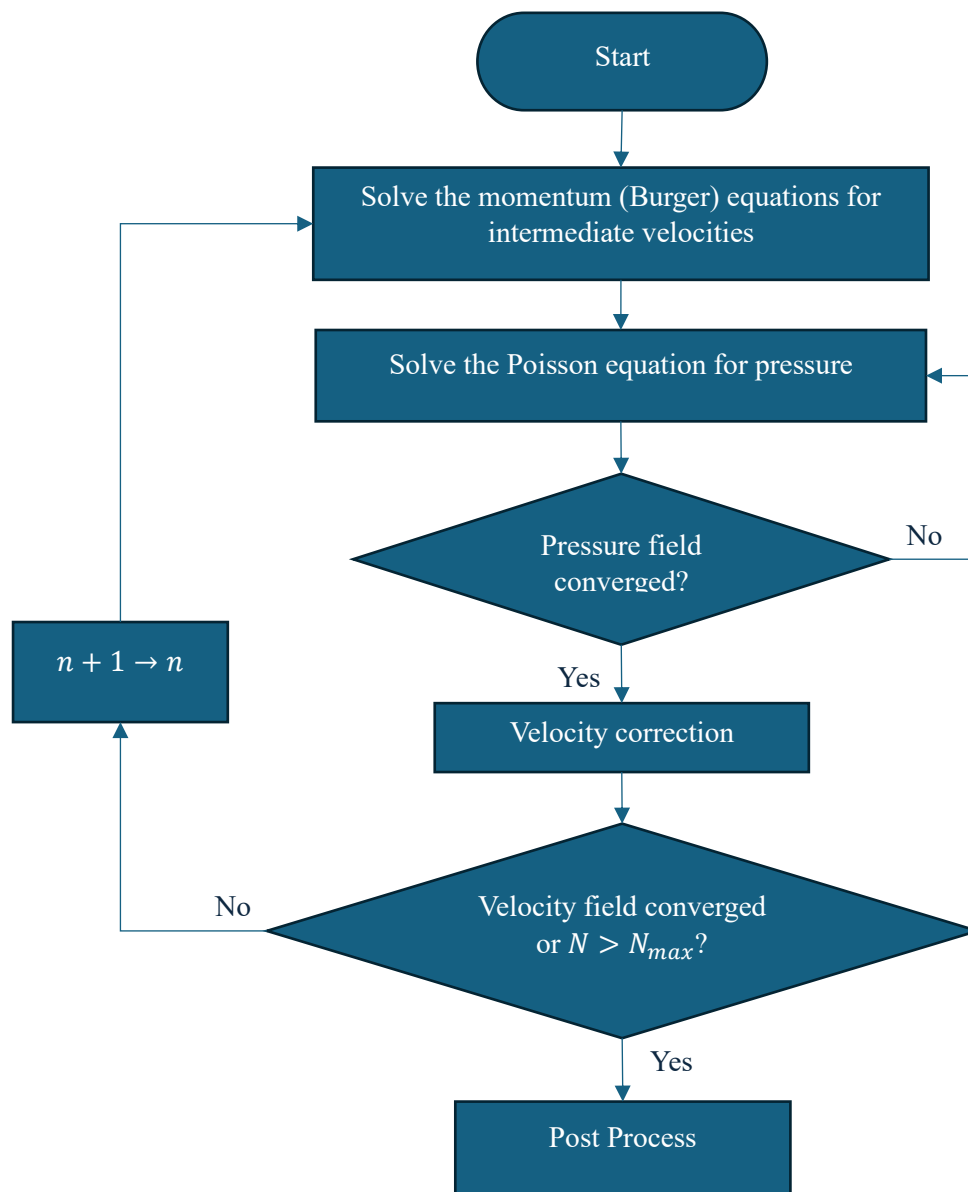 Start
Solve the momentum (Burger) equations for
intermediate velocities
Solve the Poisson equation for pressure
Pressure field
converged?
No
Yes
n + 1 → n
Velocity correction
No
Velocity field converged
or N > N_max?
Yes
Post Process